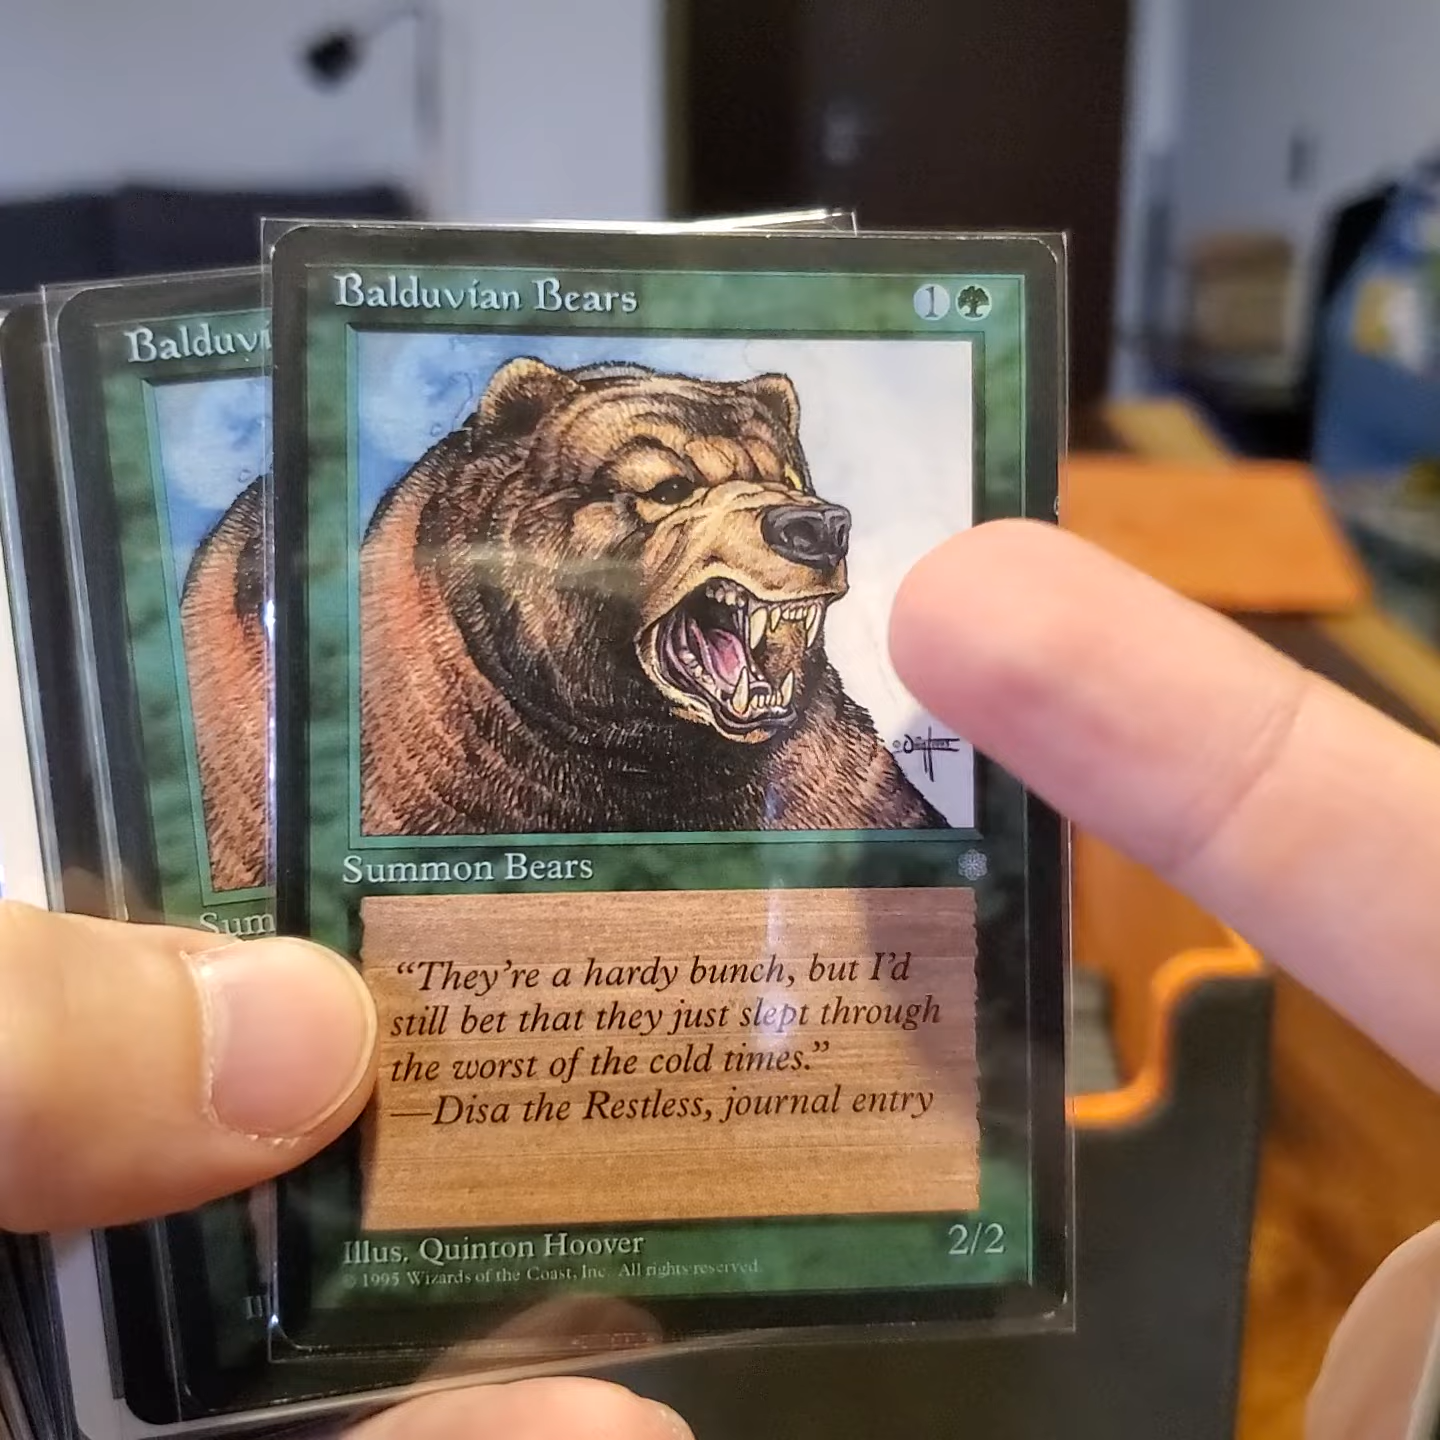 Balduvian Bears 1
Balduvi
Summon Bears
Sum
“They’re a hardy bunch, but I’d
still bet that they just slept through
the worst of the cold times.”
—Disa the Restless, journal entry
2/2
Illus. Quinton Hoover
© 1995 Wizards of the Coast, Inc. All rights reserved.
Il